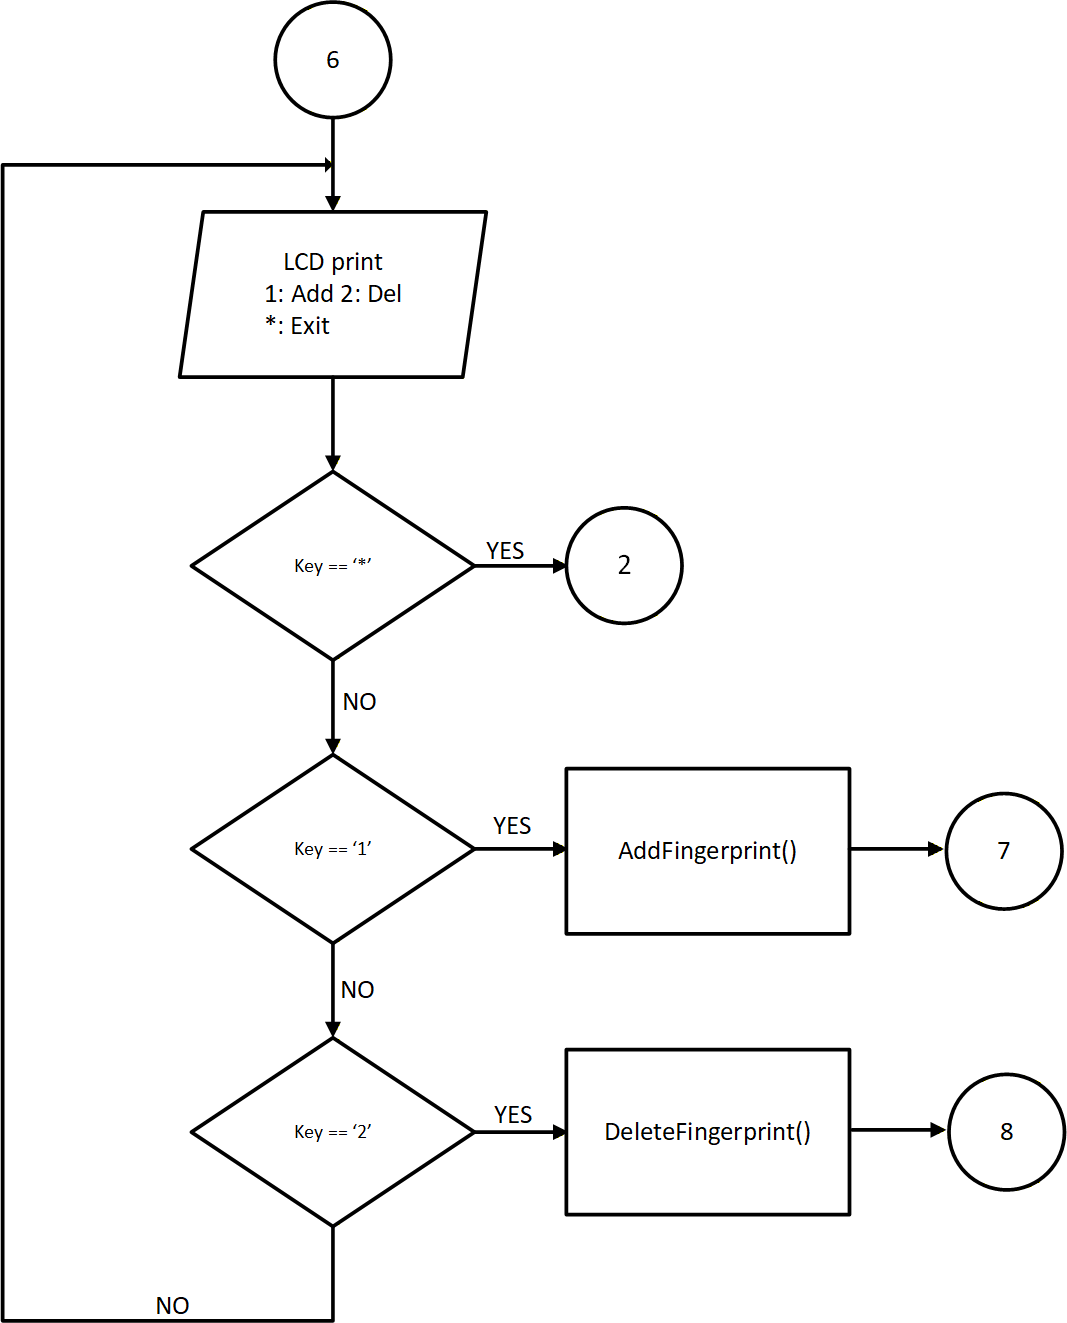 6
LCD print
1: Add 2: Del
*: Exit
Key == ‘*’
YES
2
NO
Key == ‘1’
YES
AddFingerprint()
7
NO
Key == ‘2’
YES
DeleteFingerprint()
8
NO